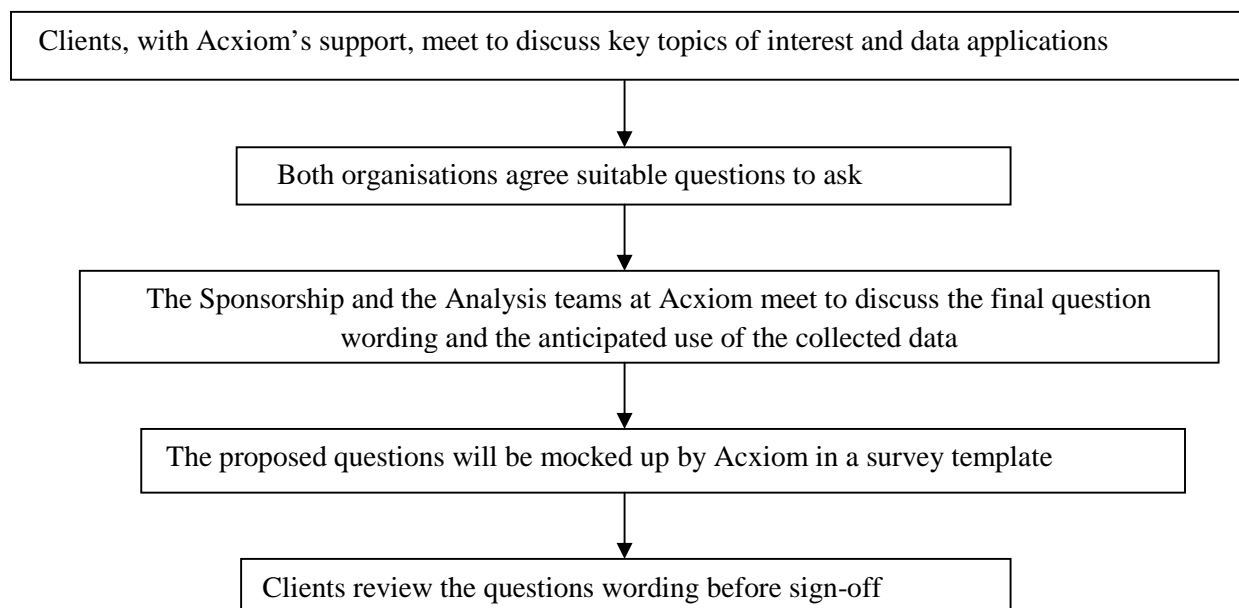 Clients, with Acxiom’s support, meet to discuss key topics of interest and data applications
Both organisations agree suitable questions to ask
The Sponsorship and the Analysis teams at Acxiom meet to discuss the final question
wording and the anticipated use of the collected data
The proposed questions will be mocked up by Acxiom in a survey template
Clients review the questions wording before sign-off